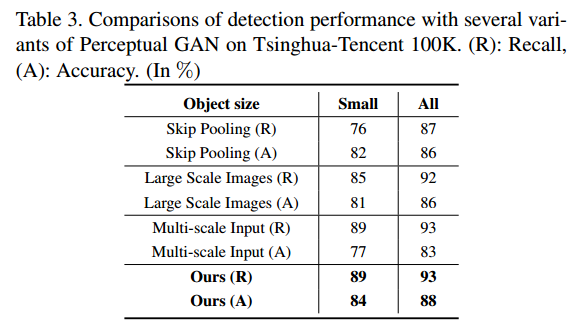 Table 3. Comparisons of detection performance with several vari-
ants of Perceptual GAN on Tsinghua-Tencent 100K. (R): Recall,
(A): Accuracy. (In %)
Object size Small All
Skip Pooling (R) 76 87
Skip Pooling (A) 82 86
Large Scale Images (R) 85 92
Large Scale Images (A) 81 86
Multi-scale Input (R) 89 93
Multi-scale Input (A) 77 83
Ours (R) 89 93
Ours (A) 84 88